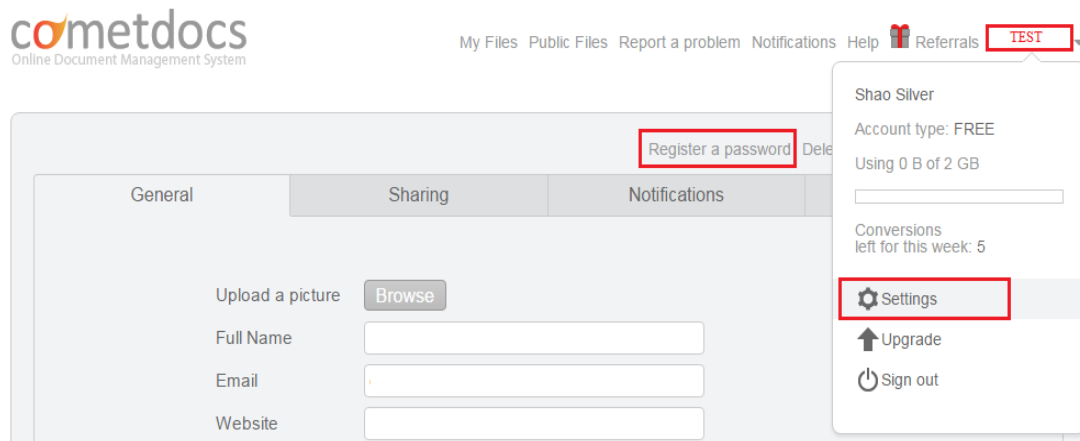 cometdocs
Online Document Management System
My Files Public Files Report a problem Notifications Help Referrals TEST
Shao Silver
Account type: FREE
Using 0 B of 2 GB
Conversions
left for this week: 5
Settings
Upgrade
Sign out
Register a password Dele
General Sharing Notifications
Upload a picture Browse
Full Name
Email
Website